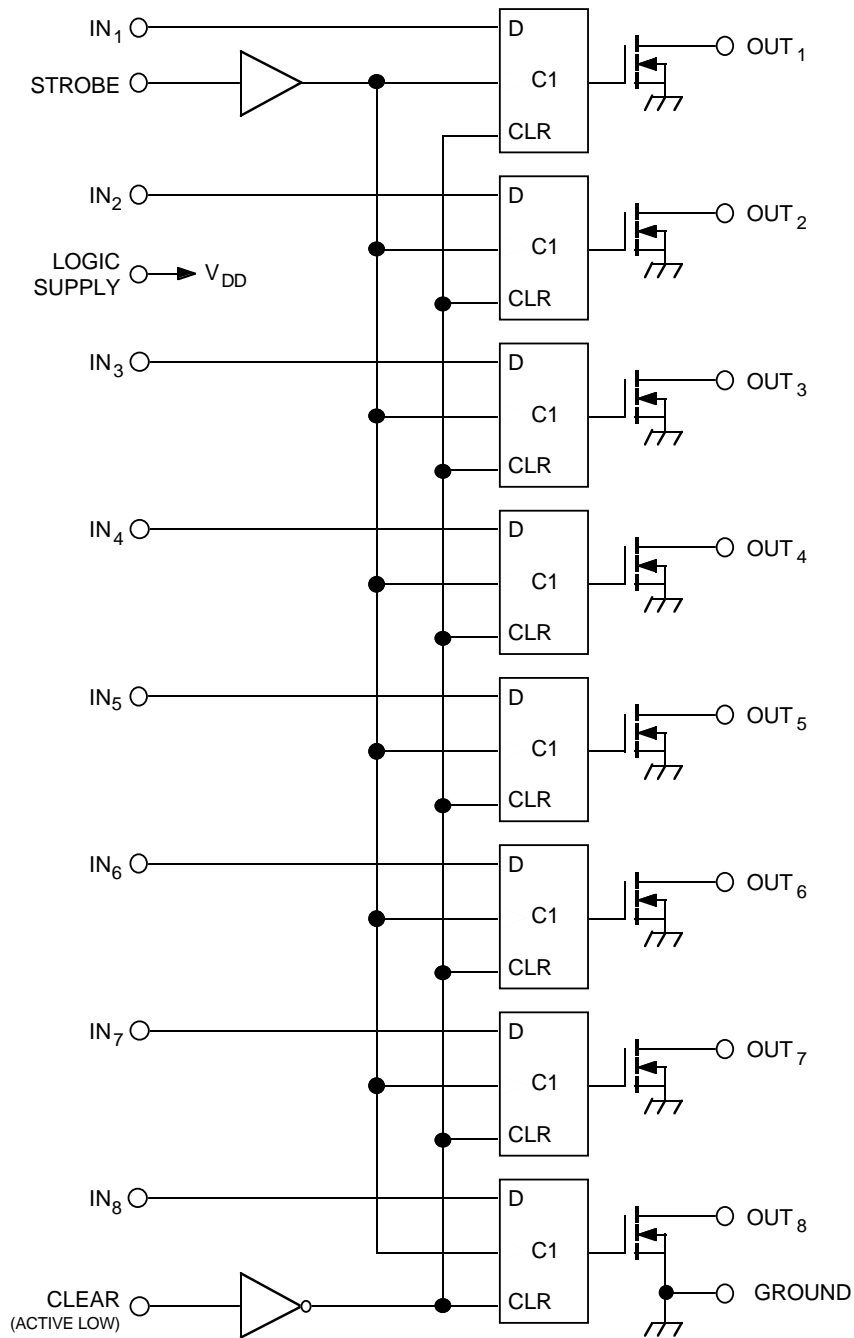 IN1
D
OUT1
STROBE
C1
CLR
IN2
D
OUT2
C1
LOGIC
SUPPLY
VDD
CLR
IN3
D
OUT3
C1
CLR
IN4
D
OUT4
C1
CLR
IN5
D
OUT5
C1
CLR
IN6
D
OUT6
C1
CLR
IN7
D
OUT7
C1
CLR
IN8
D
OUT8
C1
GROUND
CLEAR
(ACTIVE LOW)
CLR